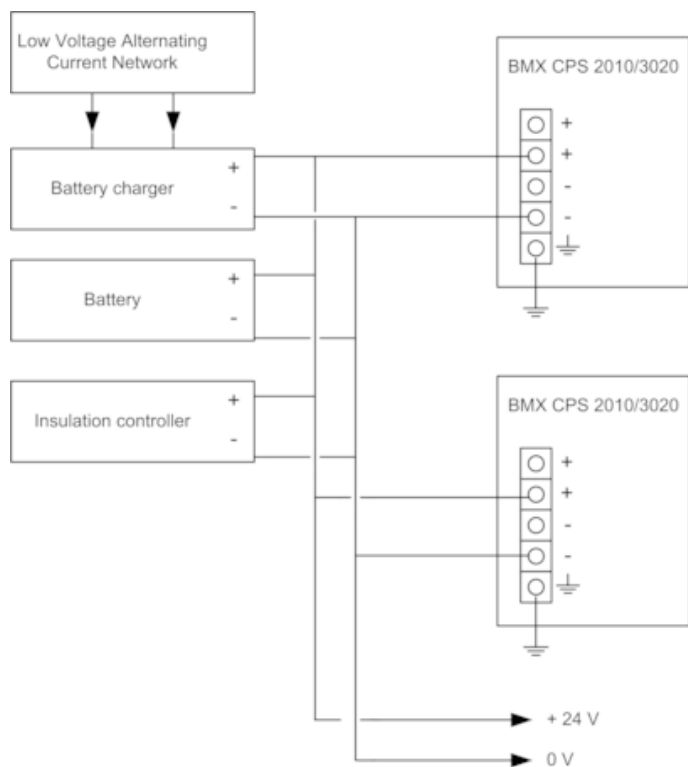 Low Voltage Alternating
Current Network
BMX CPS 2010/3020
+
+
-
-
Battery charger
+
-
Battery
+
-
Insulation controller
+
-
BMX CPS 2010/3020
+
+
-
-
+ 24 V
0 V